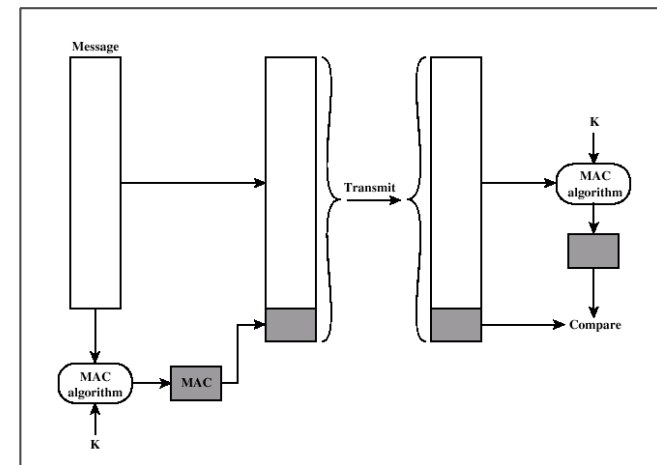 Message
K
MAC
algorithm
Transmit
Compare
MAC
algorithm
MAC
K